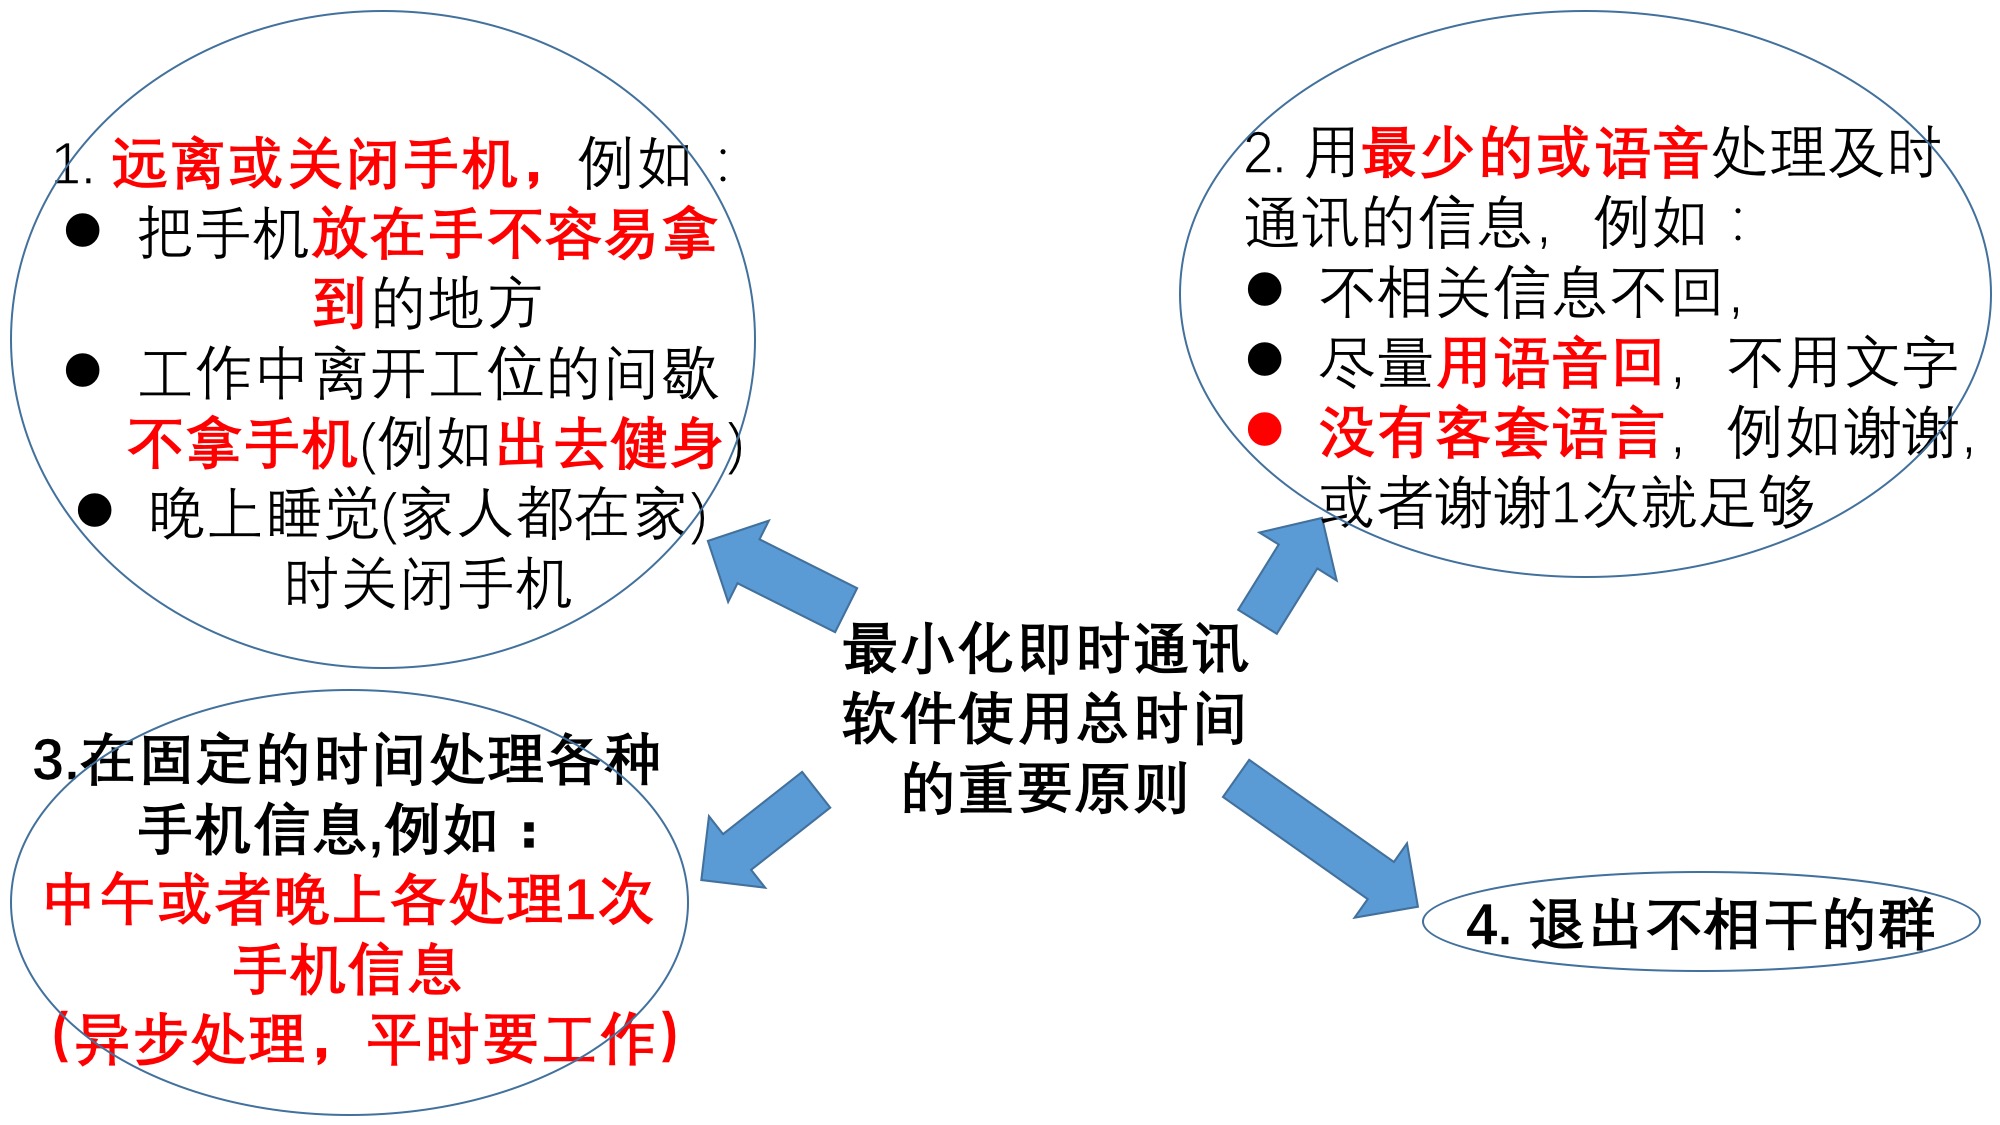 1. 远离或关闭手机，例如：
● 把手机放在手不容易拿
到的地方
● 工作中离开工位的间歇
不拿手机(例如出去健身)
● 晚上睡觉(家人都在家)
时关闭手机
2. 用最少的或语音处理及时
通讯的信息，例如：
● 不相关信息不回，
● 尽量用语音回，不用文字
● 没有客套语言，例如谢谢，
或者谢谢1次就足够
最小化即时通讯
软件使用总时间
的重要原则
3.在固定的时间处理各种
手机信息,例如：
中午或者晚上各处理1次
手机信息
(异步处理，平时要工作)
4. 退出不相干的群